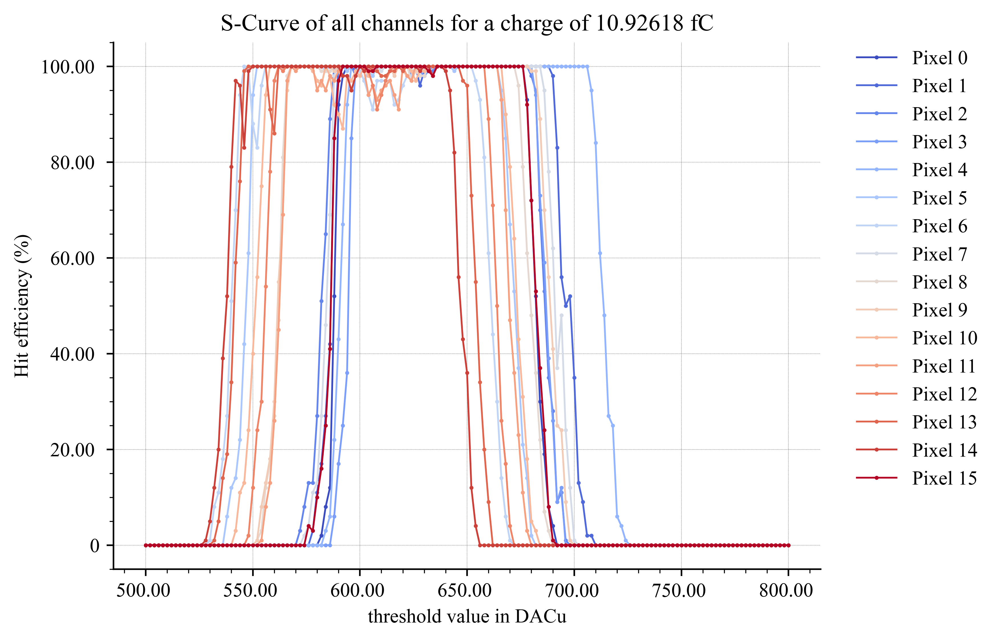 S-Curve of all channels for a charge of 10.92618 fC
Hit efficiency (%)
100.00
80.00
60.00
40.00
20.00
0
500.00 550.00 600.00 650.00 700.00 750.00 800.00
threshold value in DACu
Pixel 0
Pixel 1
Pixel 2
Pixel 3
Pixel 4
Pixel 5
Pixel 6
Pixel 7
Pixel 8
Pixel 9
Pixel 10
Pixel 11
Pixel 12
Pixel 13
Pixel 14
Pixel 15